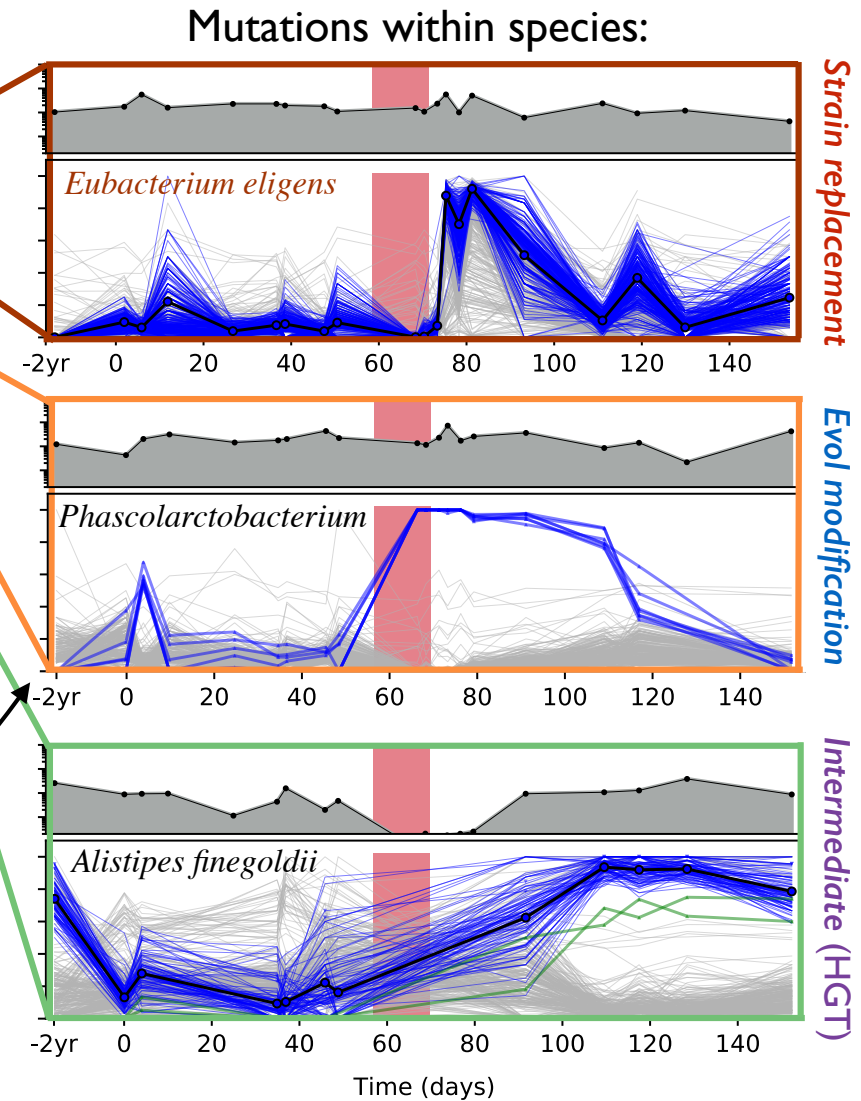 Mutations within species:
Eubacterium eligens
Strain replacement
-2yr 0 20 40 60 80 100 120 140
Phascolarctobacterium
Evol modification
-2yr 0 20 40 60 80 100 120 140
Alistipes finegoldii
Intermediate (HGT)
-2yr 0 20 40 60 80 100 120 140
Time (days)